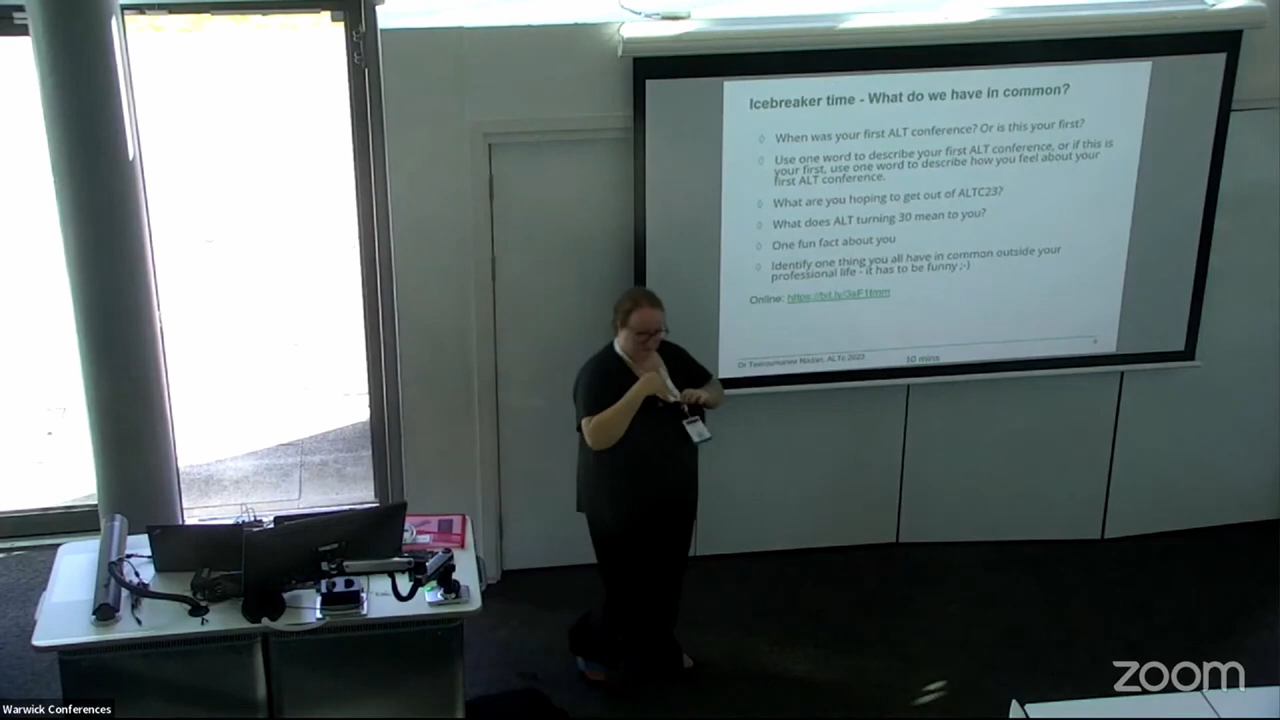 Icebreaker time - What do we have in common?
When was your first ALT conference? Or is this your first?
Use one word to describe your first ALT conference, or if this is
your first, use one word to describe how you feel about your
first ALT conference.
What are you hoping to get out of ALTC23?
What does ALT turning 30 mean to you?
One fun fact about you
Identify one thing you all have in common outside your
professional life - it has to be funny ;-)
Online:
Dr Teeroumanee Nadan, ALTc 2023
10 mins
zoom
Warwick Conferences